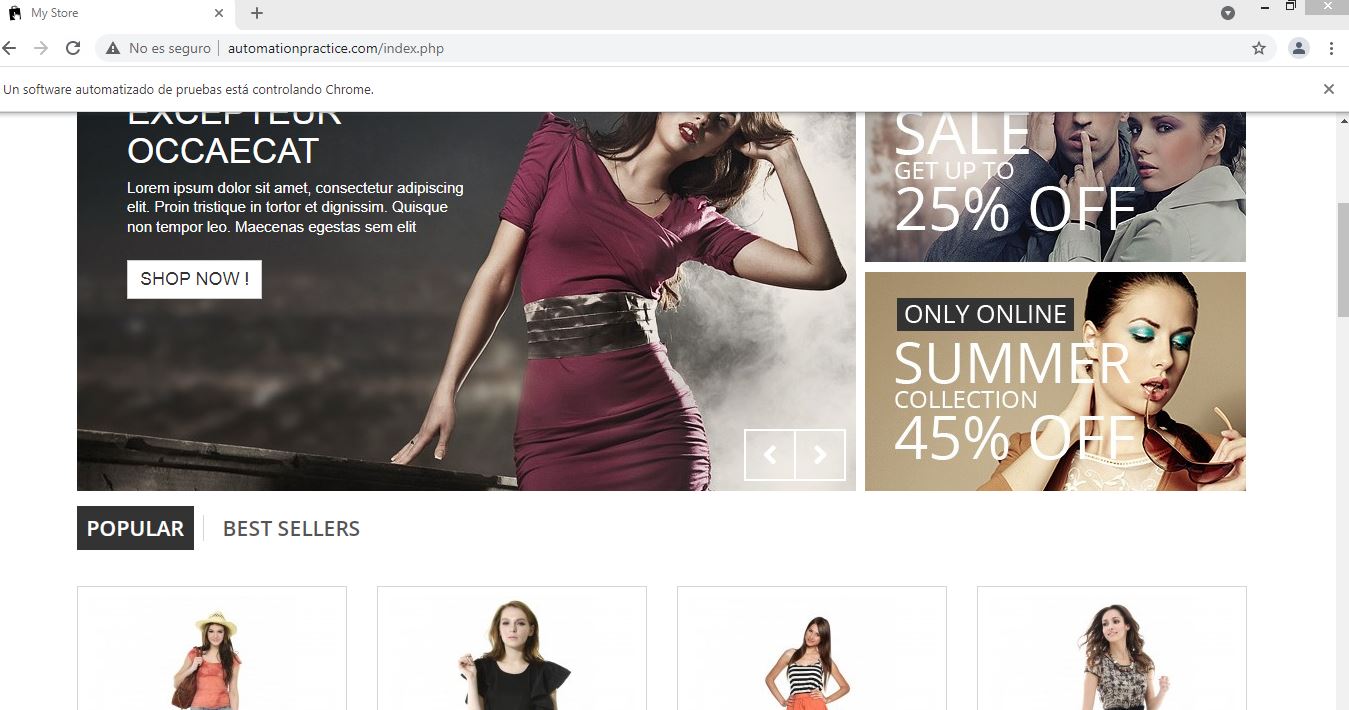 My Store
No es seguro
automationpractice.com/index.php
Un software automatizado de pruebas está controlando Chrome.
EXCEPTEUR
OCCAECAT
Lorem ipsum dolor sit amet, consectetur adipiscing
elit. Proin tristique in tortor et dignissim. Quisque
non tempor leo. Maecenas egestas sem elit
SHOP NOW !
SALE
GET UP TO
25% OFF
ONLY ONLINE
SUMMER
COLLECTION
45% OFF
POPULAR
BEST SELLERS